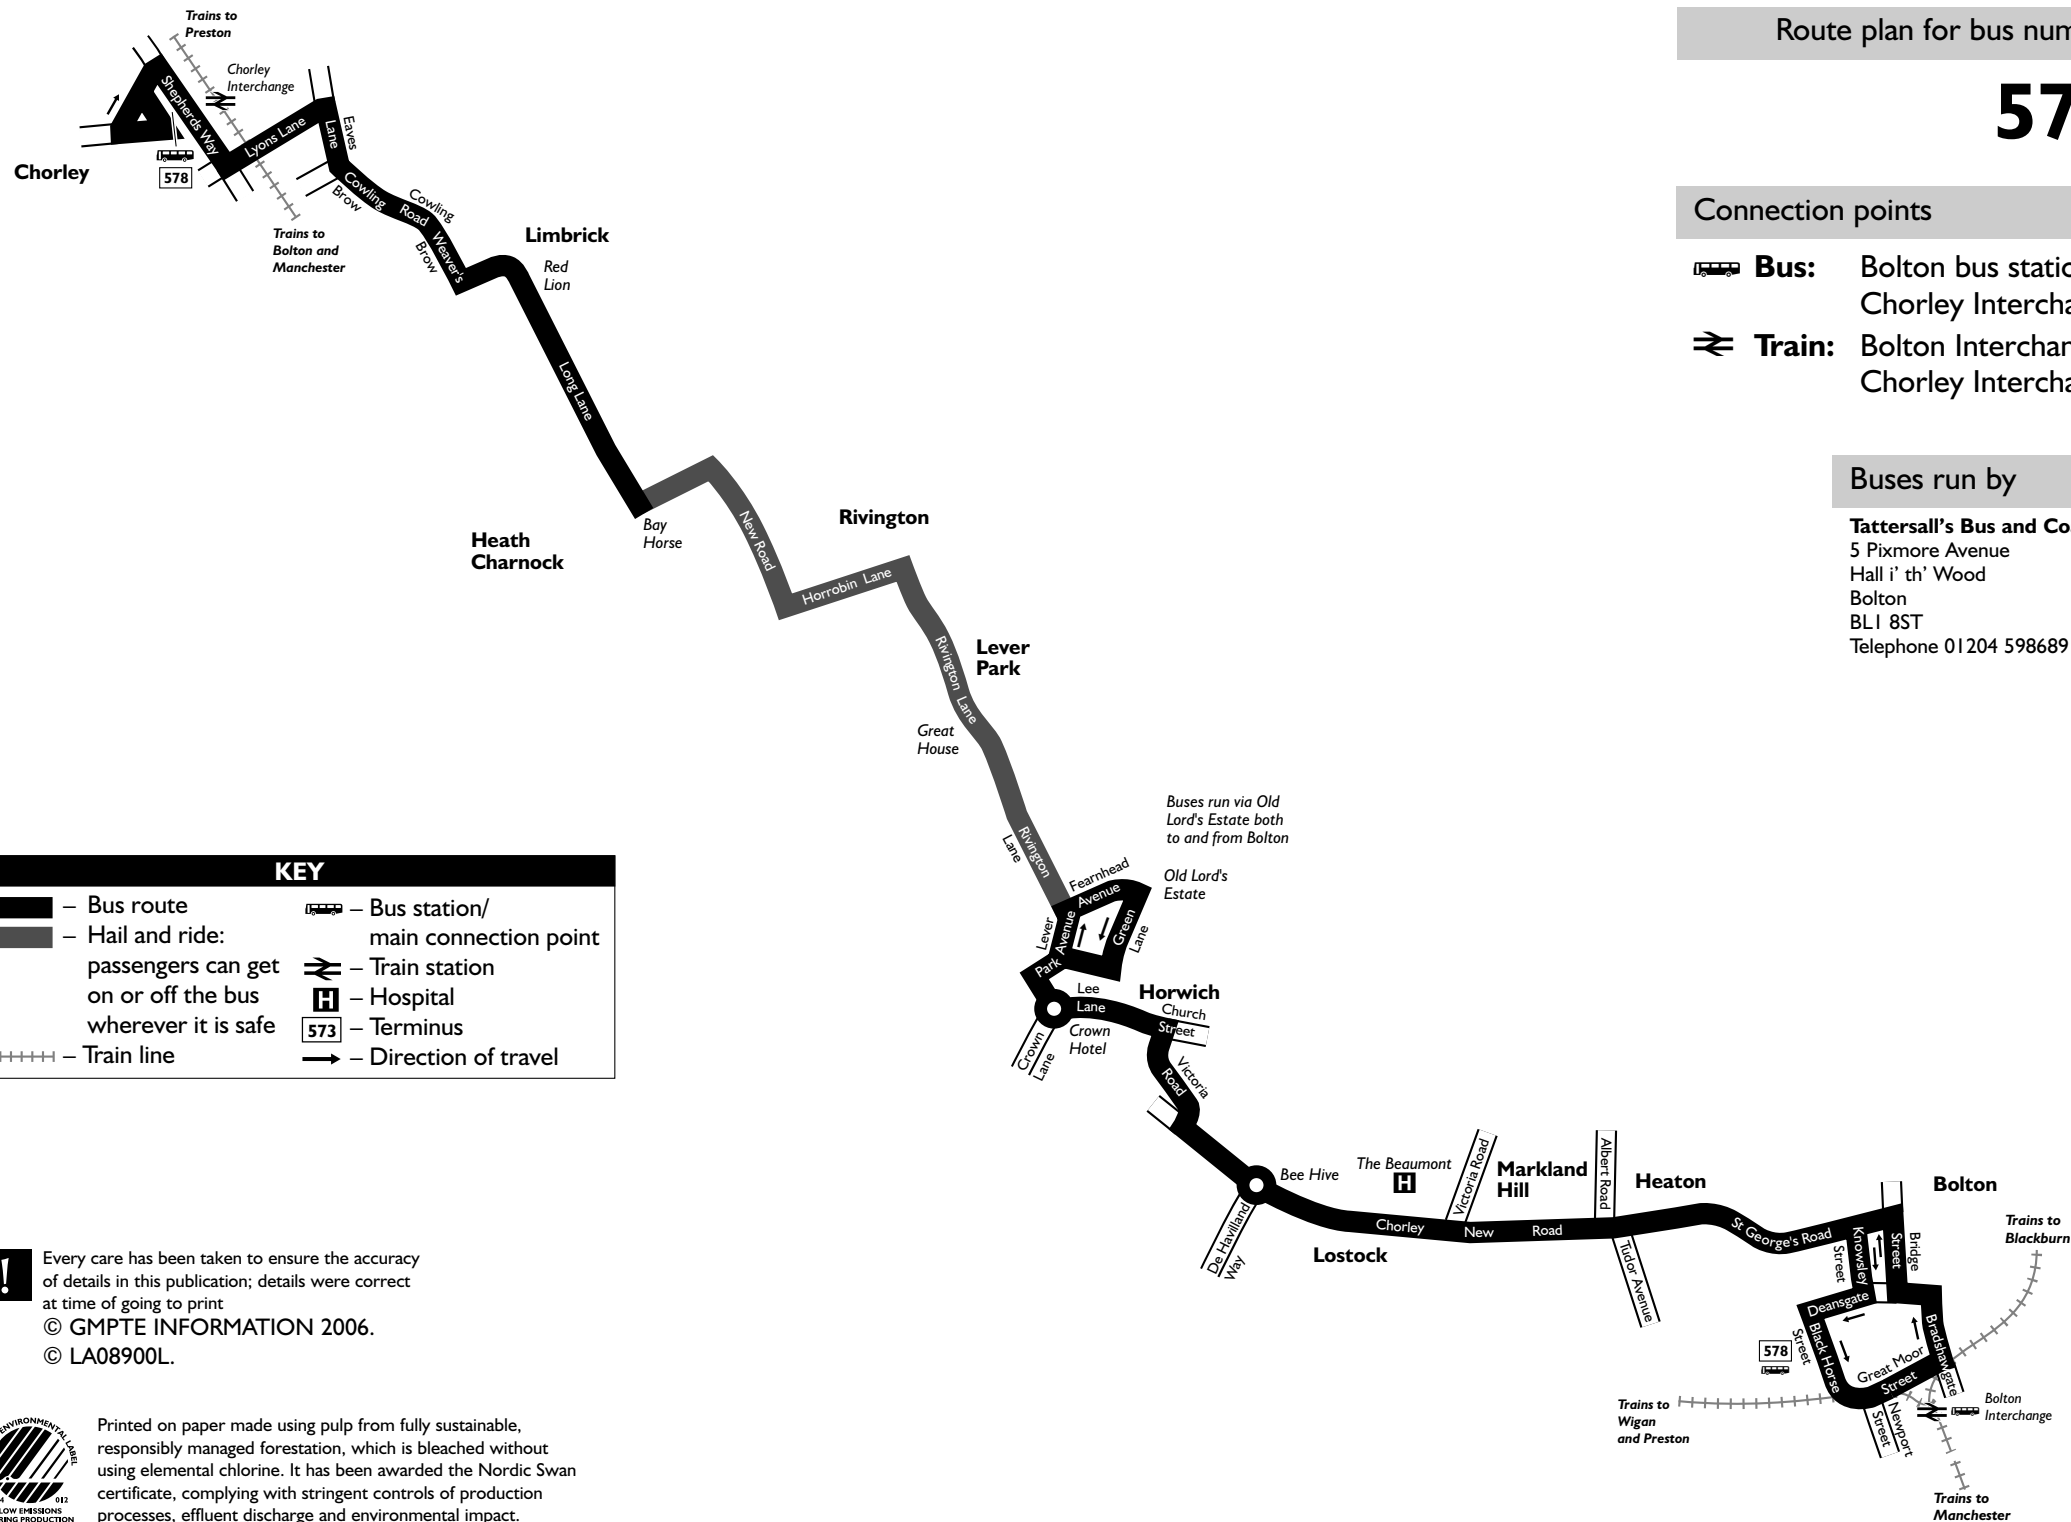 Route plan for bus num
57
Connection points
Bus: Bolton bus statio
Chorley Intercha
Train: Bolton Interchan
Chorley Intercha
Buses run by
Tattersall's Bus and Co
5 Pixmore Avenue
Hall i' th' Wood
Bolton
BL1 8ST
Telephone 01204 598689
Trains to
Preston
Chorley
Interchange
Shepherds Way
Lyons Lane
Eaves
Lane
Chorley
578
Trains to
Bolton and
Manchester
Cowling
Brow
Cowling
Road
Weaver's
Brow
Limbrick
Red
Lion
Long Lane
Bay
Horse
Heath
Charnock
New Road
Rivington
Horrobin Lane
Rivington Lane
Lever
Park
Great
House
Rivington
Lane
Buses run via Old
Lord's Estate both
to and from Bolton
Old Lord's
Estate
Fearnhead
Avenue
Green
Lane
Lever
Park Avenue
Lee
Lane
Horwich
Church
Street
Crown
Hotel
Crown
Lane
Victoria
Road
Bee Hive
De Havilland
Way
The Beaumont
H
Victoria Road
Markland
Hill
Albert Road
Heaton
Chorley New Road
Lostock
Tudor Avenue
St George's Road
Knowsley
Street
Bridge
Street
Bolton
Trains to
Blackburn
Deansgate
Black Horse
Street
Bradshawgate
Great Moor
Street
578
Newport
Street
Bolton
Interchange
Trains to
Wigan
and Preston
Trains to
Manchester
KEY
– Bus route
– Hail and ride:
passengers can get
on or off the bus
wherever it is safe
– Train line
– Bus station/
main connection point
– Train station
H – Hospital
573 – Terminus
– Direction of travel
!
Every care has been taken to ensure the accuracy
of details in this publication; details were correct
at time of going to print
© GMPTE INFORMATION 2006.
© LA08900L.
Printed on paper made using pulp from fully sustainable,
responsibly managed forestation, which is bleached without
using elemental chlorine. It has been awarded the Nordic Swan
certificate, complying with stringent controls of production
processes, effluent discharge and environmental impact.
ENVIRONMENTAL LABEL
4 012
LOW EMISSIONS
RING PRODUCTION